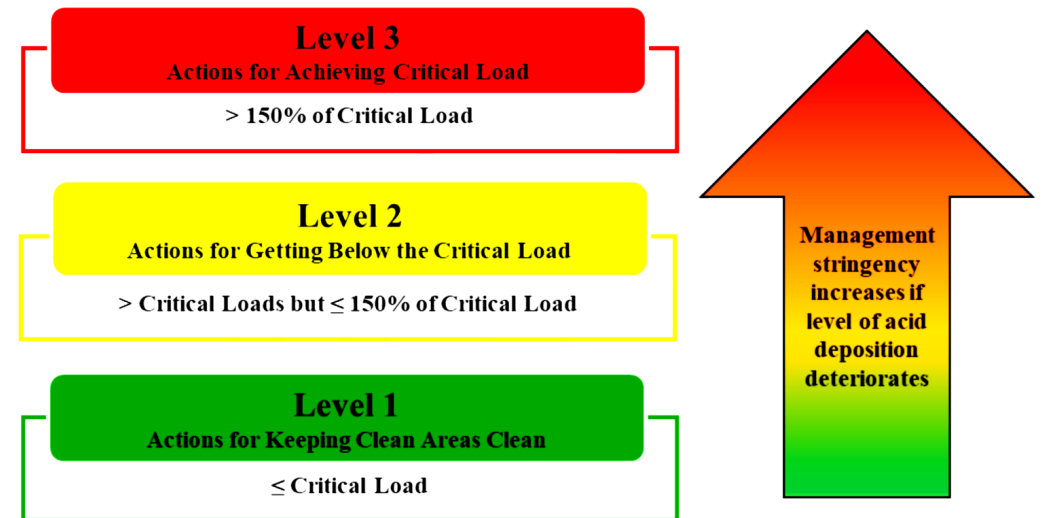 Level 3
Actions for Achieving Critical Load
> 150% of Critical Load
Level 2
Actions for Getting Below the Critical Load
> Critical Loads but ≤ 150% of Critical Load
Level 1
Actions for Keeping Clean Areas Clean
≤ Critical Load
Management
stringency
increases if
level of acid
deposition
deteriorates